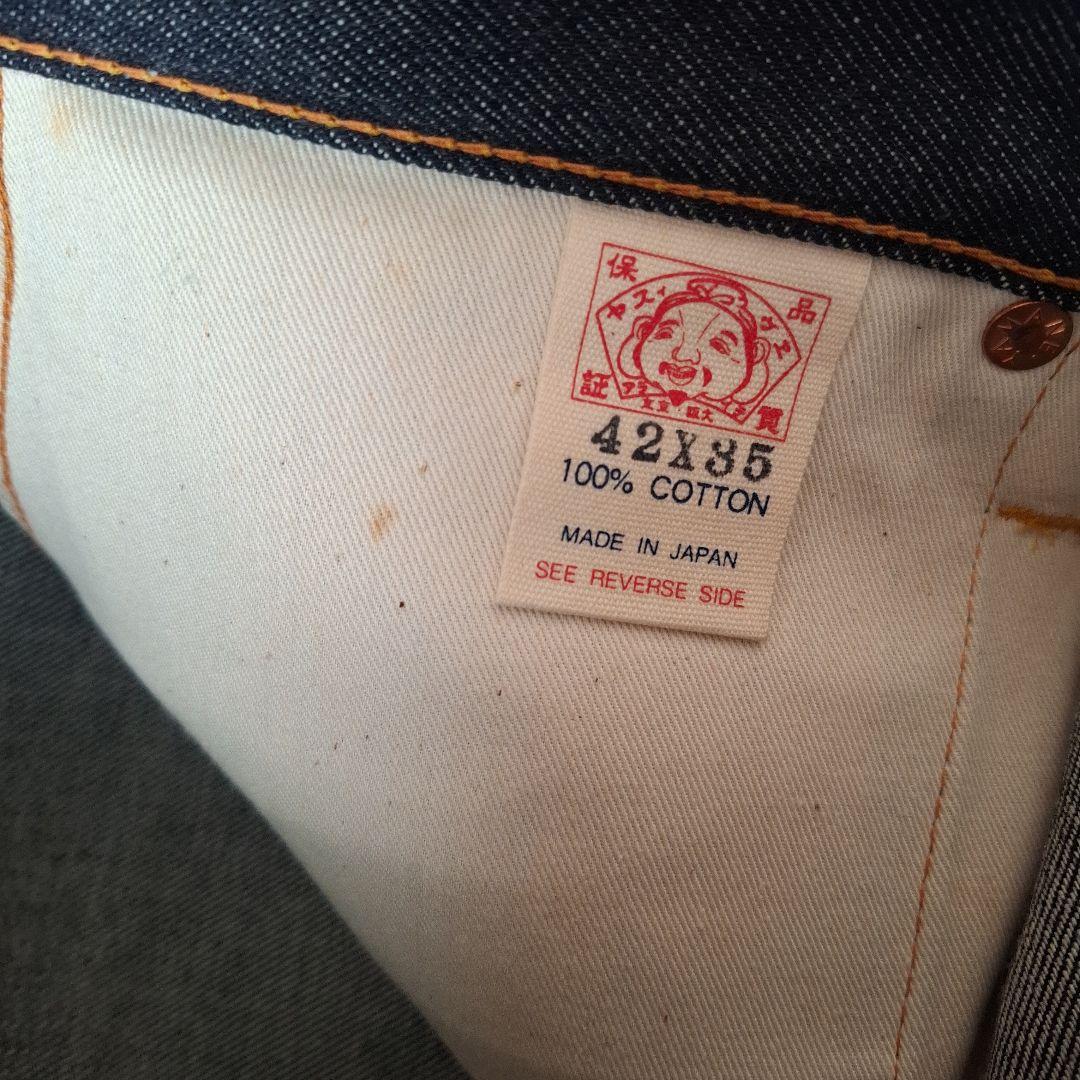 保 品
証 質
42X35
100% COTTON
MADE IN JAPAN
SEE REVERSE SIDE